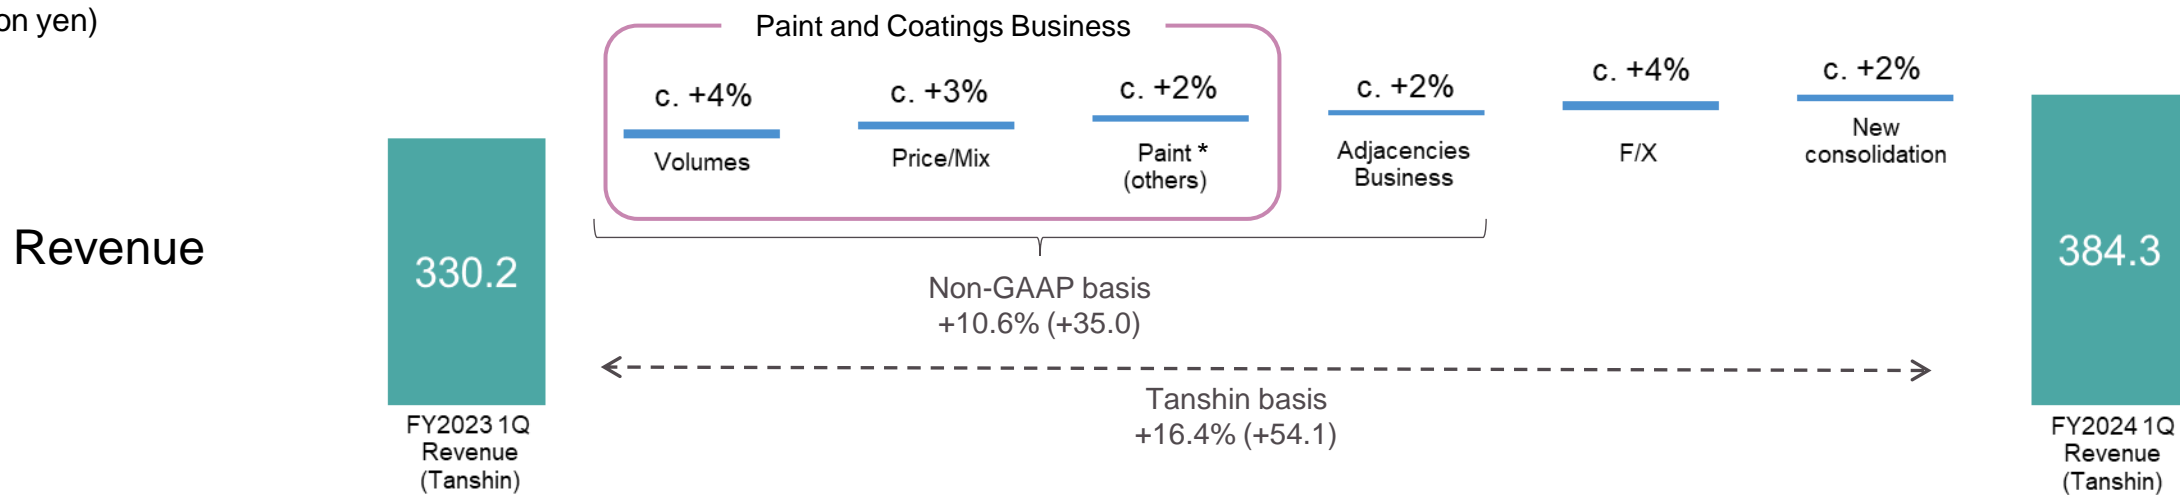 on yen)
Paint and Coatings Business
c. +4%
c. +3%
c. +2%
c. +2%
c. +4%
c. +2%
Volumes
Price/Mix
Paint *
(others)
Adjacencies
Business
F/X
New
consolidation
Revenue
330.2
384.3
Non-GAAP basis
+10.6% (+35.0)
Tanshin basis
+16.4% (+54.1)
FY2023 1Q
Revenue
(Tanshin)
FY2024 1Q
Revenue
(Tanshin)